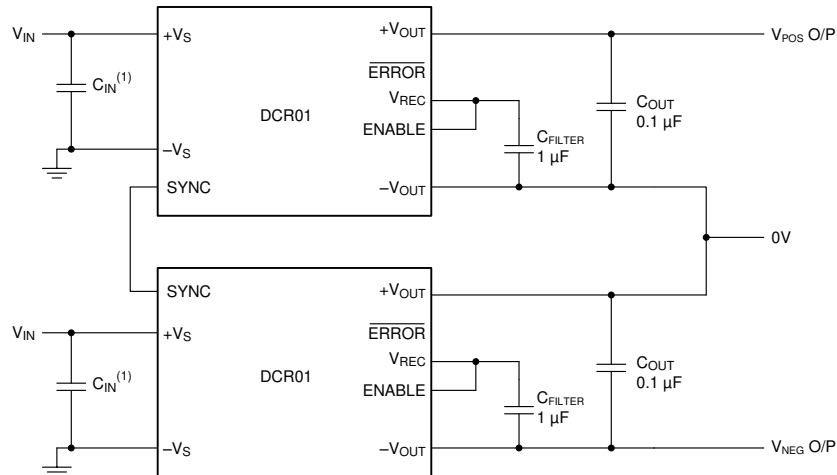 V_IN
+V_S
+V_OUT
V_POS O/P
ERROR
C_IN^(1)
V_REC
C_OUT
0.1 µF
DCR01
ENABLE
C_FILTER
1 µF
–V_S
SYNC
–V_OUT
0V
SYNC
+V_OUT
V_IN
+V_S
ERROR
V_REC
C_OUT
0.1 µF
C_IN^(1)
DCR01
ENABLE
C_FILTER
1 µF
–V_S
–V_OUT
V_NEG O/P